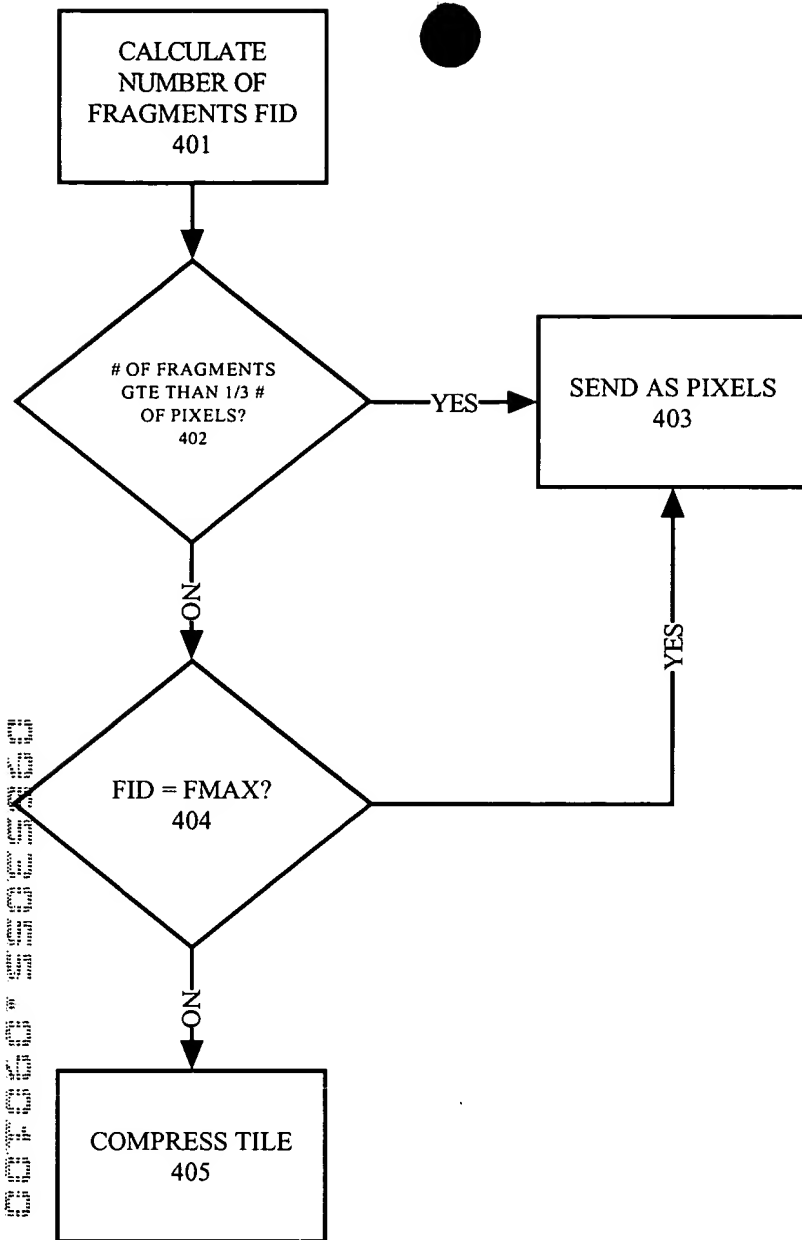 CALCULATE
NUMBER OF
FRAGMENTS FID
401
# OF FRAGMENTS
GTE THAN 1/3 #
OF PIXELS?
402
YES
SEND AS PIXELS
403
NO
YES
FID = FMAX?
404
NO
COMPRESS TILE
405